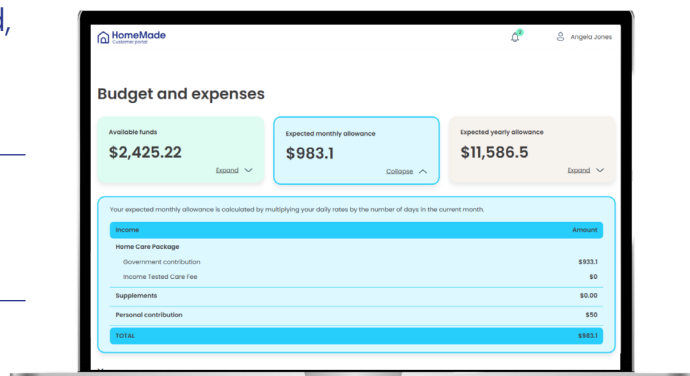 d,
HomeMade
Customer portal
2
Angela Jones
Budget and expenses
Available funds
$2,425.22
Expand
Expected monthly allowance
$983.1
Collapse
Expected yearly allowance
$11,586.5
Expand
Your expected monthly allowance is calculated by multiplying your daily rates by the number of days in the current month.
Income Amount
Home Care Package
Government contribution $933.1
Income Tested Care Fee $0
Supplements $0.00
Personal contribution $50
TOTAL $983.1